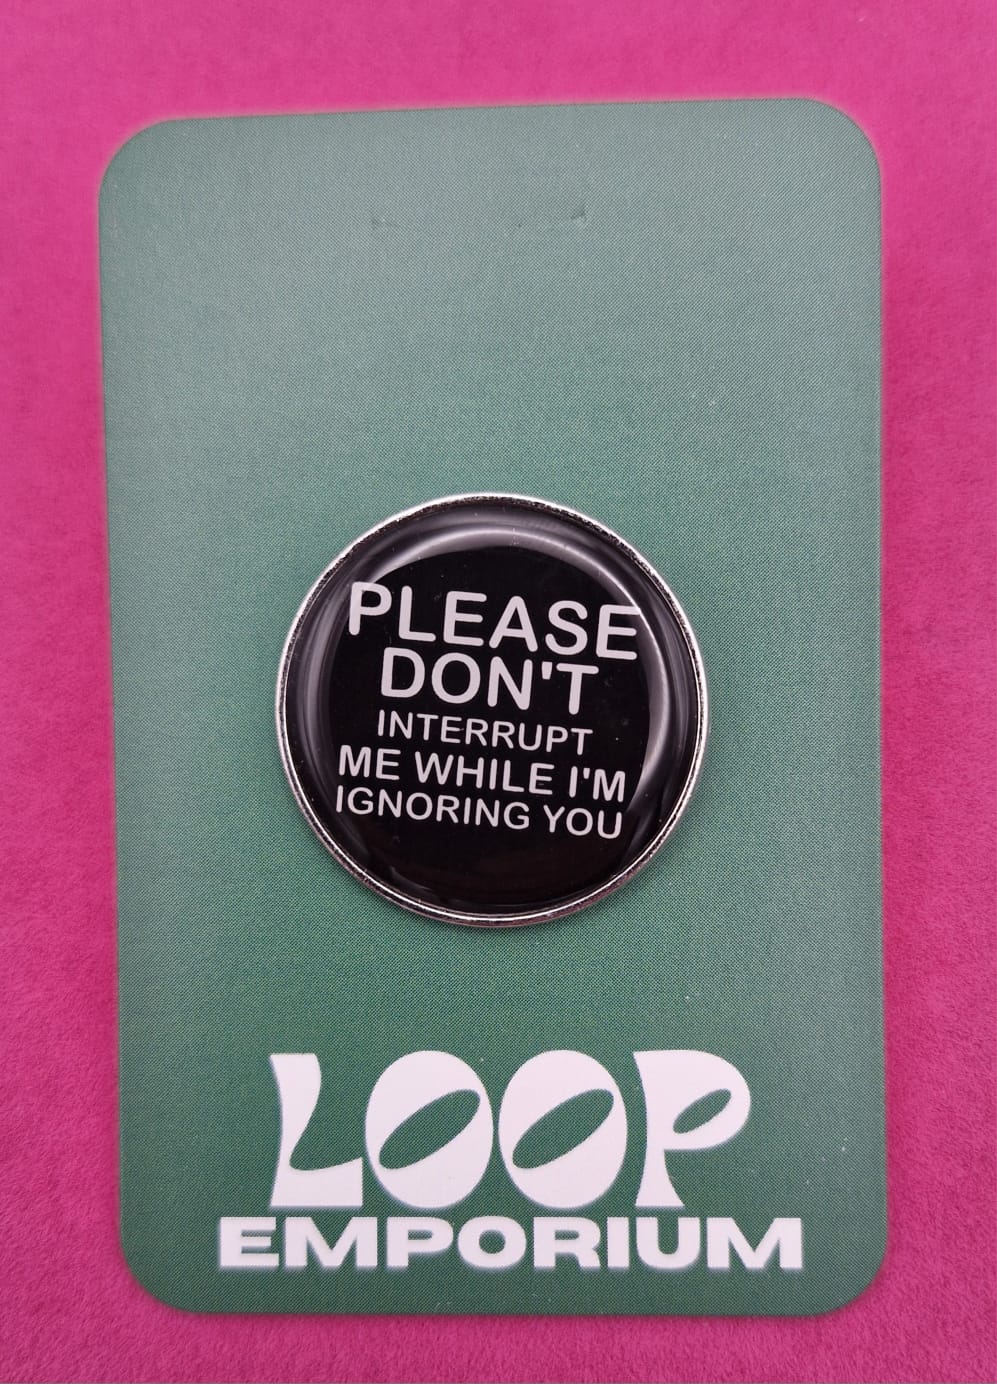 PLEASE
DON'T
INTERRUPT
ME WHILE I'M
IGNORING YOU
LOOP
EMPORIUM